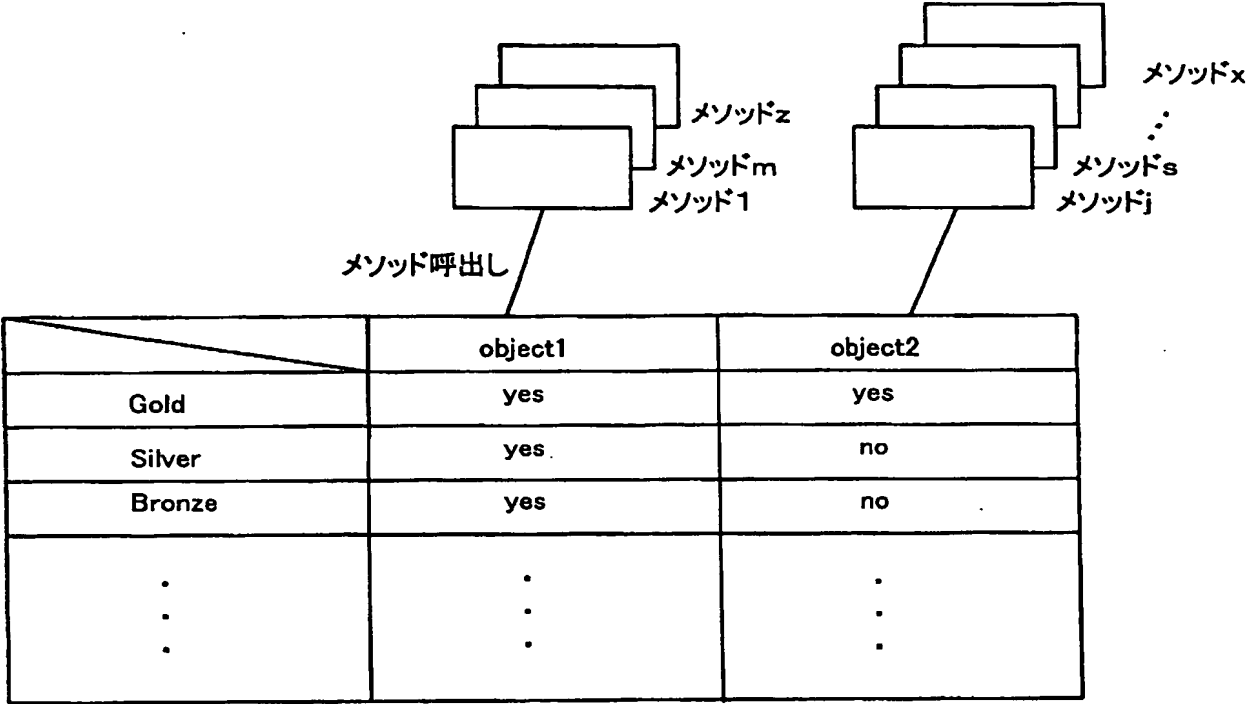 メソッドx
メソッドz
メソッドm
メソッド1
メソッドs
メソッドj
メソッド呼出し
object1 object2
Gold yes yes
Silver yes no
Bronze yes no